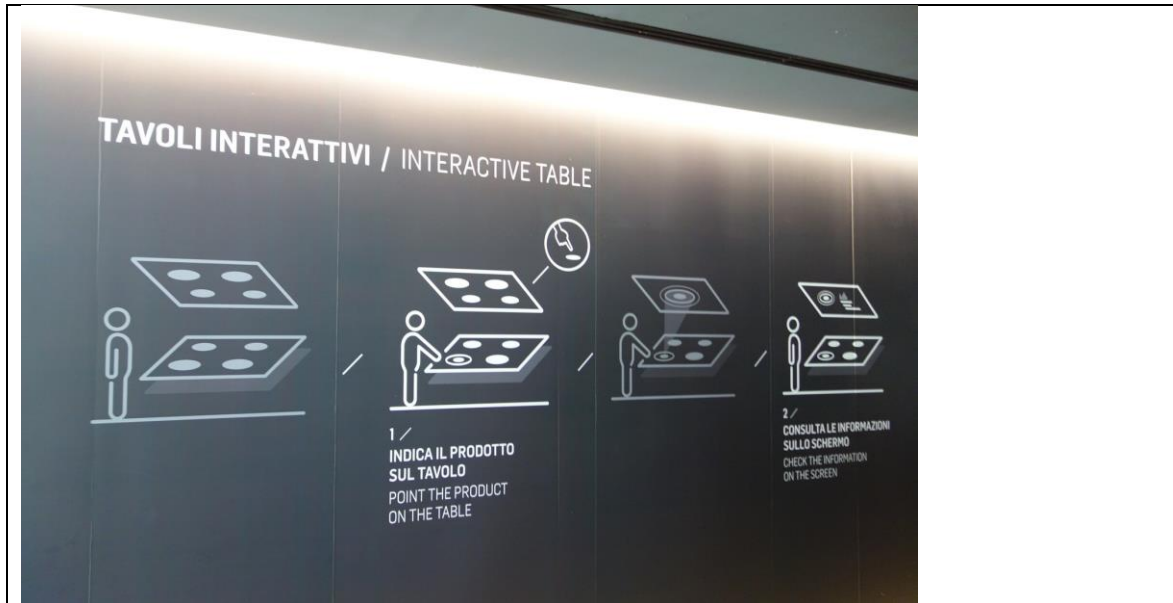 TAVOLI INTERATTIVI / INTERACTIVE TABLE
1 /
INDICA IL PRODOTTO
SUL TAVOLO
POINT THE PRODUCT
ON THE TABLE
2 /
CONSULTA LE INFORMAZIONI
SULLO SCHERMO
CHECK THE INFORMATION
ON THE SCREEN